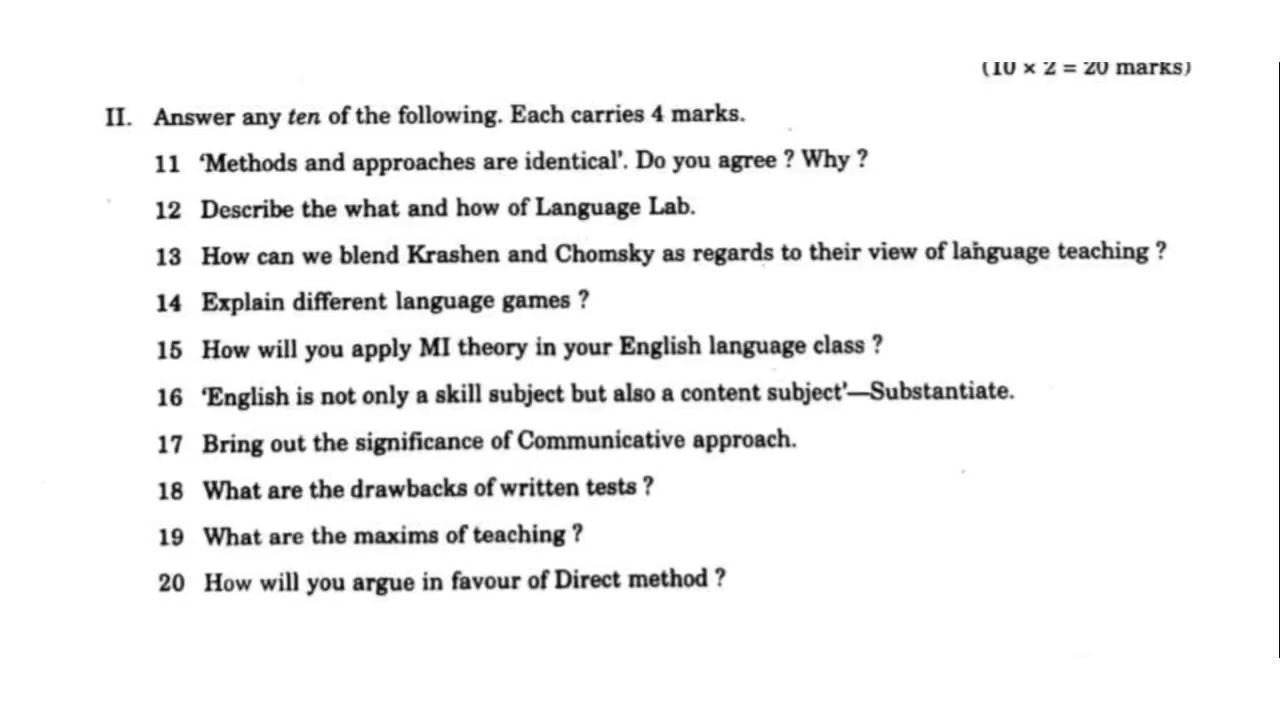 (10 × 2 = 20 marks)
II. Answer any ten of the following. Each carries 4 marks.
11 ‘Methods and approaches are identical’. Do you agree ? Why ?
12 Describe the what and how of Language Lab.
13 How can we blend Krashen and Chomsky as regards to their view of language teaching ?
14 Explain different language games ?
15 How will you apply MI theory in your English language class ?
16 ‘English is not only a skill subject but also a content subject’—Substantiate.
17 Bring out the significance of Communicative approach.
18 What are the drawbacks of written tests ?
19 What are the maxims of teaching ?
20 How will you argue in favour of Direct method ?